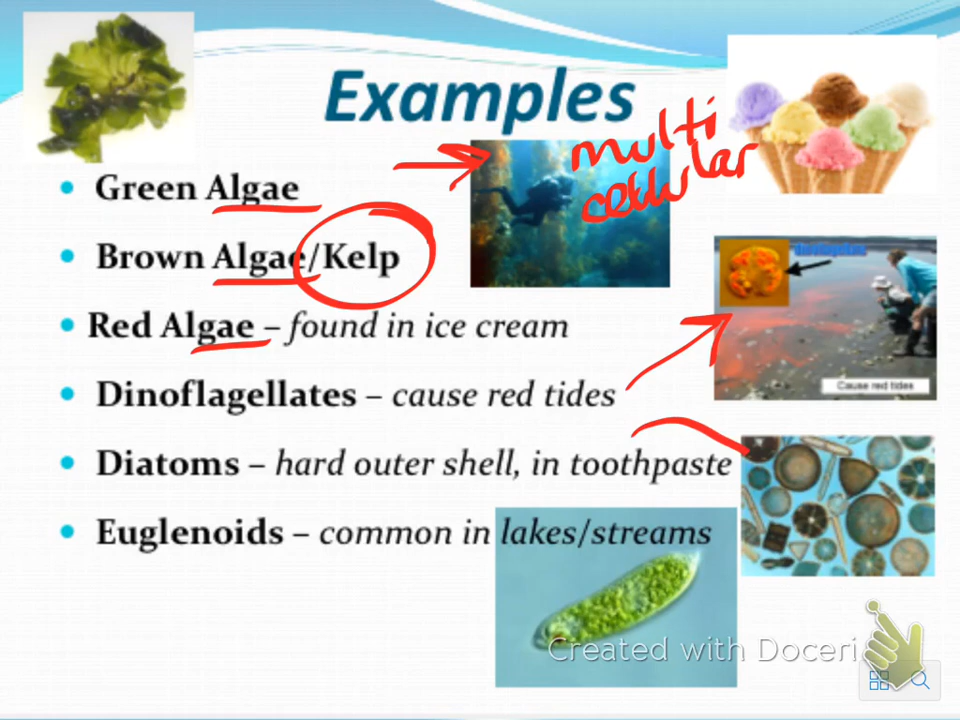 Examples
multi
cellular
Green Algae
Brown Algae/Kelp
Red Algae – found in ice cream
Dinoflagellates – cause red tides
Cause red tides
Diatoms – hard outer shell, in toothpaste
Euglenoids – common in lakes/streams
Created with Doceri